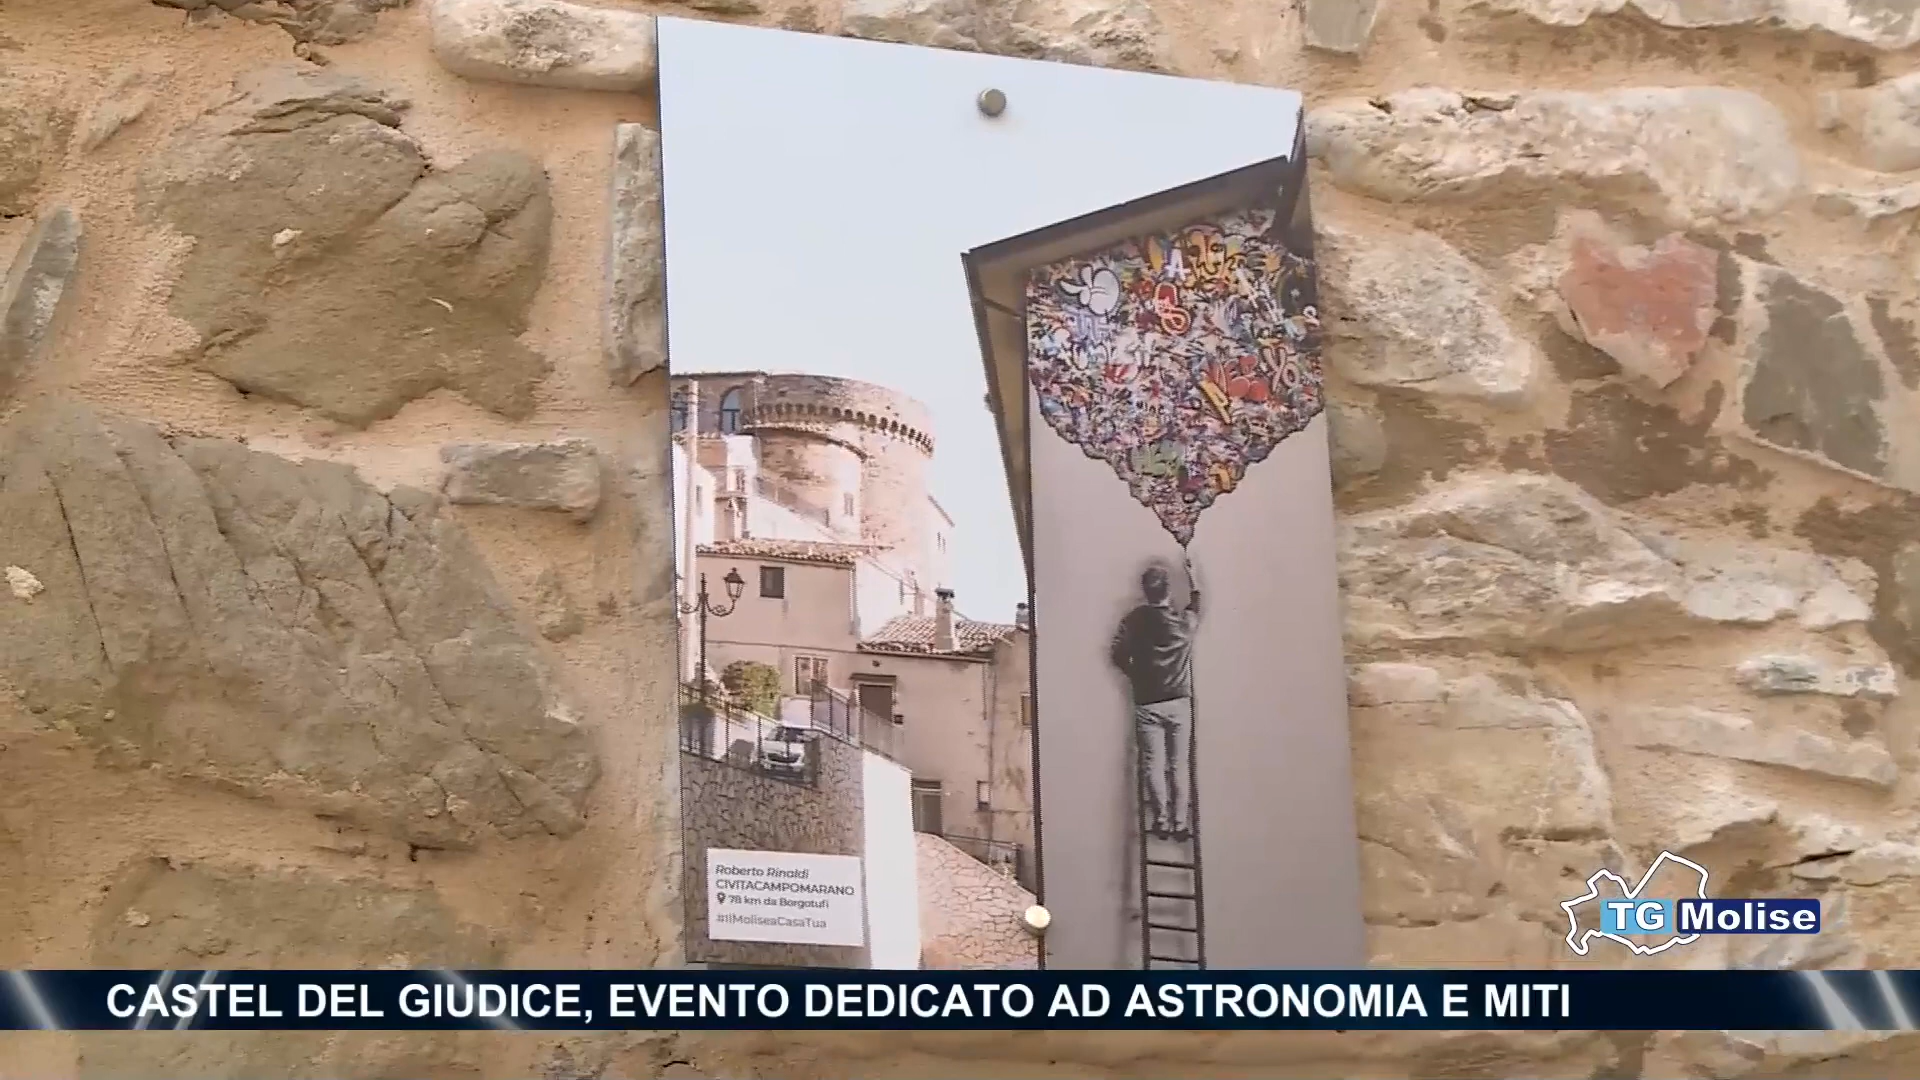 Roberto Rinaldi
CIVITACAMPOMARANO
78 km da Borgotufi
#IlMoliseaCasaTua
TG Molise
CASTEL DEL GIUDICE, EVENTO DEDICATO AD ASTRONOMIA E MITI